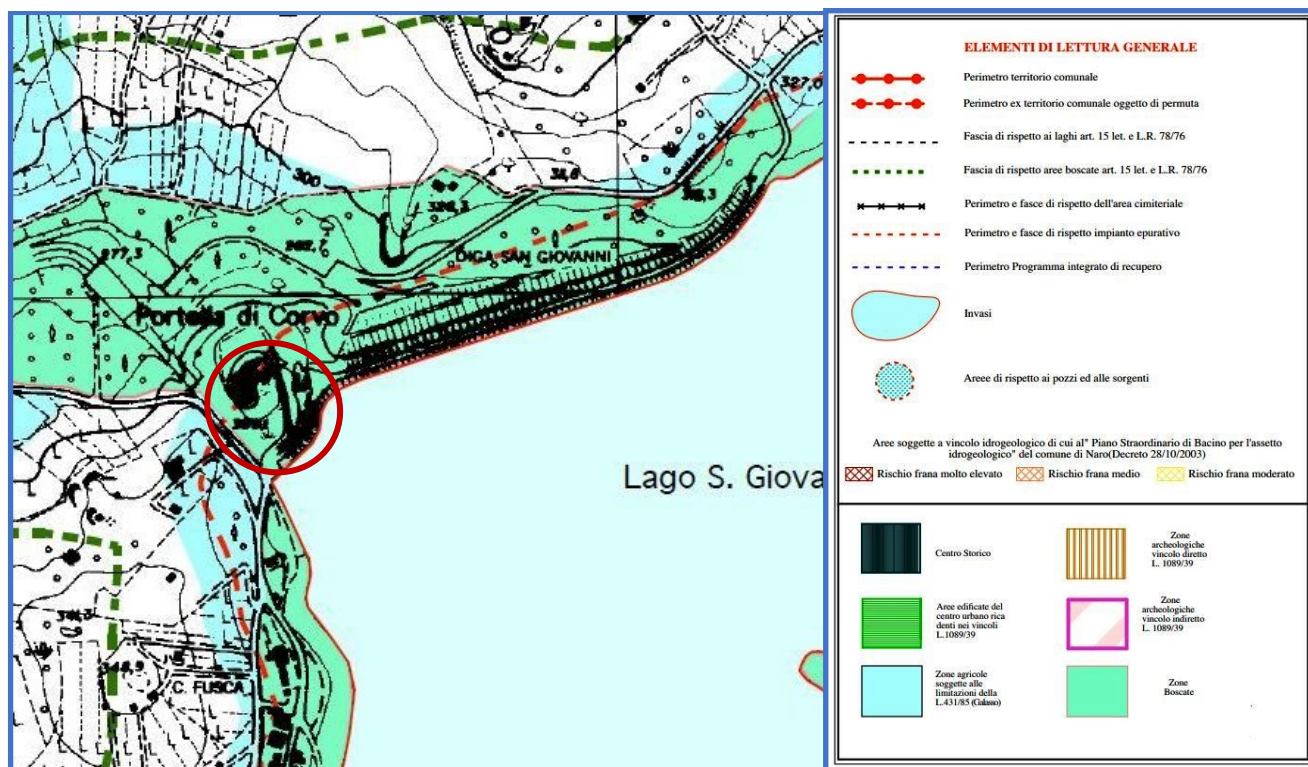 327,0
300
34,6
326,3
318,3
277,3
DIGA SAN GIOVANNI
Portella di Corvo
Lago S. Giova
C. FUSCA
ELEMENTI DI LETTURA GENERALE
Perimetro territorio comunale
Perimetro ex territorio comunale oggetto di permuta
Fascia di rispetto ai laghi art. 15 let. e L.R. 78/76
Fascia di rispetto aree boscate art. 15 let. e L.R. 78/76
Perimetro e fasce di rispetto dell'area cimiteriale
Perimetro e fasce di rispetto impianto epurativo
Perimetro Programma integrato di recupero
Invasi
Areee di rispetto ai pozzi ed alle sorgenti
Aree soggette a vincolo idrogeologico di cui al" Piano Straordinario di Bacino per l'assetto
idrogeologico" del comune di Naro(Decreto 28/10/2003)
Rischio frana molto elevato
Rischio frana medio
Rischio frana moderato
Centro Storico
Zone
archeologiche
vincolo diretto
L. 1089/39
Aree edificate del
centro urbano rica
denti nei vincoli
L.1089/39
Zone
archeologiche
vincolo indiretto
L. 1089/39
Zone agricole
soggette alle
limitazioni della
L.431/85 (Galasso)
Zone
Boscate